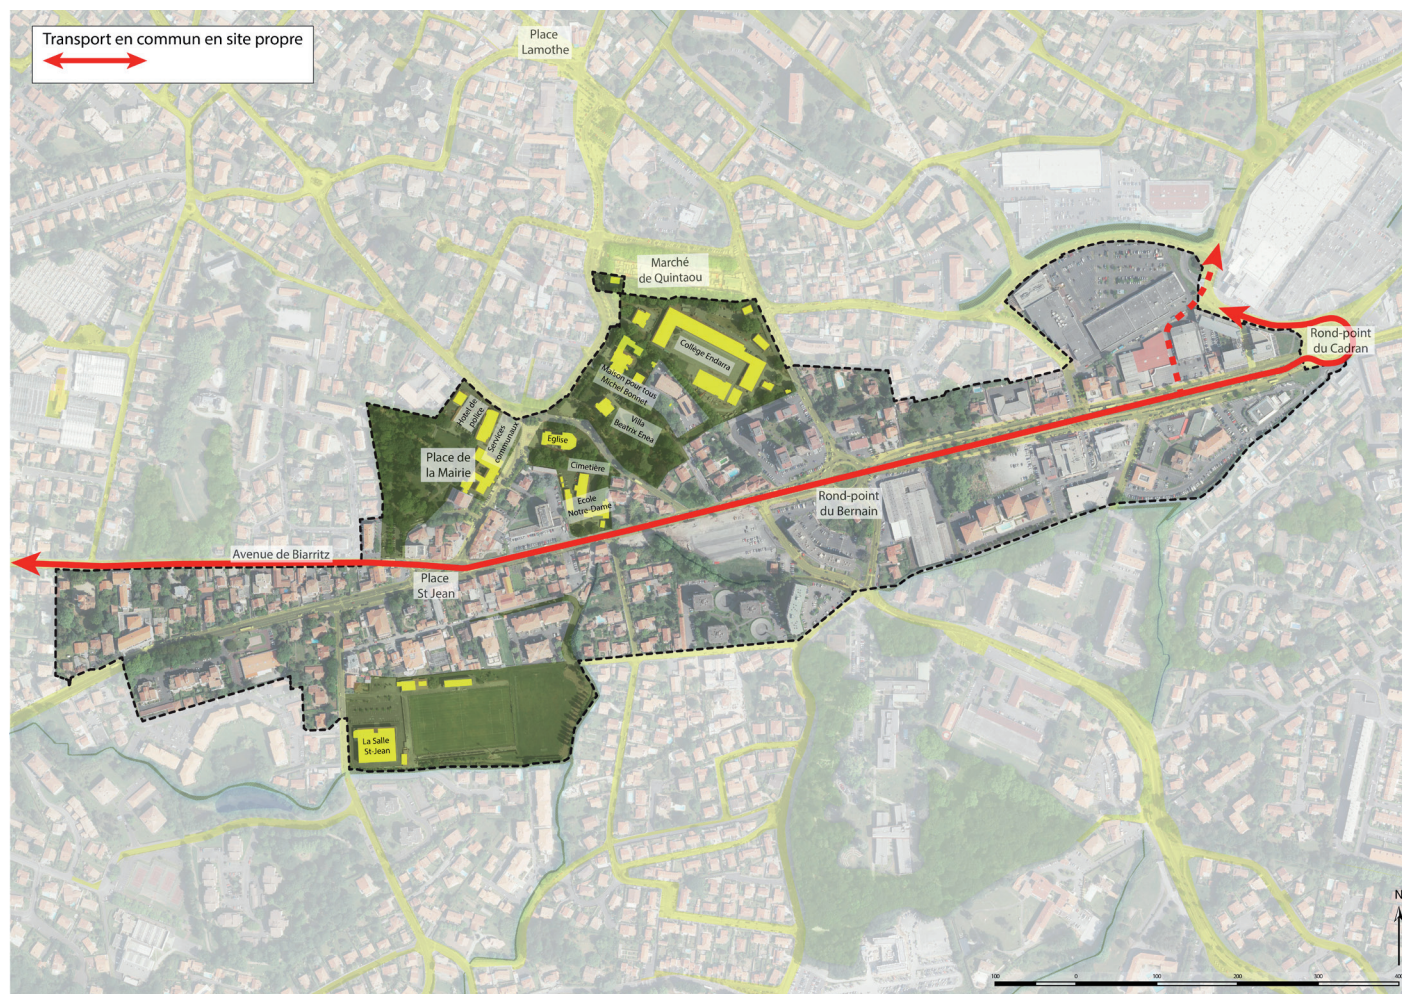 Transport en commun en site propre
Place
Lamothe
Marché
de Quintaou
Rond-point
du Cadran
Collège Endarra
Maison pour tous
Michel Bonnet
Villa
Beatrix Enea
Hôtel de
police
Services
communaux
Eglise
Place de
la Mairie
Cimetière
Ecole
Notre-Dame
Rond-point
du Bernain
Avenue de Biarritz
Place
St Jean
La Salle
St-Jean
N
100 0 100 200 300 400